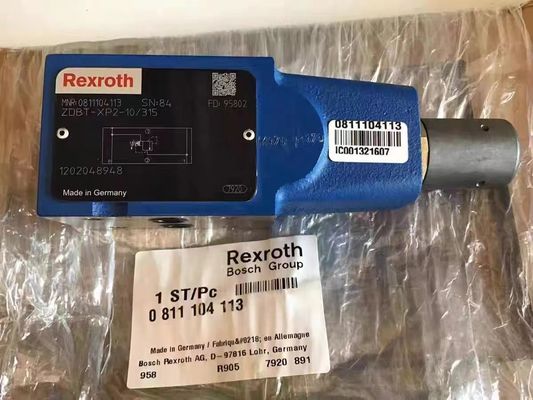 Rexroth
MNR:0811104113 SN:84 FD: 95802
ZDBT-XP2-10/315
1202048948
Made in Germany
7920
0811104113
IC001321607
Rexroth
Bosch Group
1 ST/Pc
0 811 104 113
Made in Germany / Fabriqu&#0218; en Allemagne
Bosch Rexroth AG, D-97816 Lohr, Germany
958 R905 7920 891